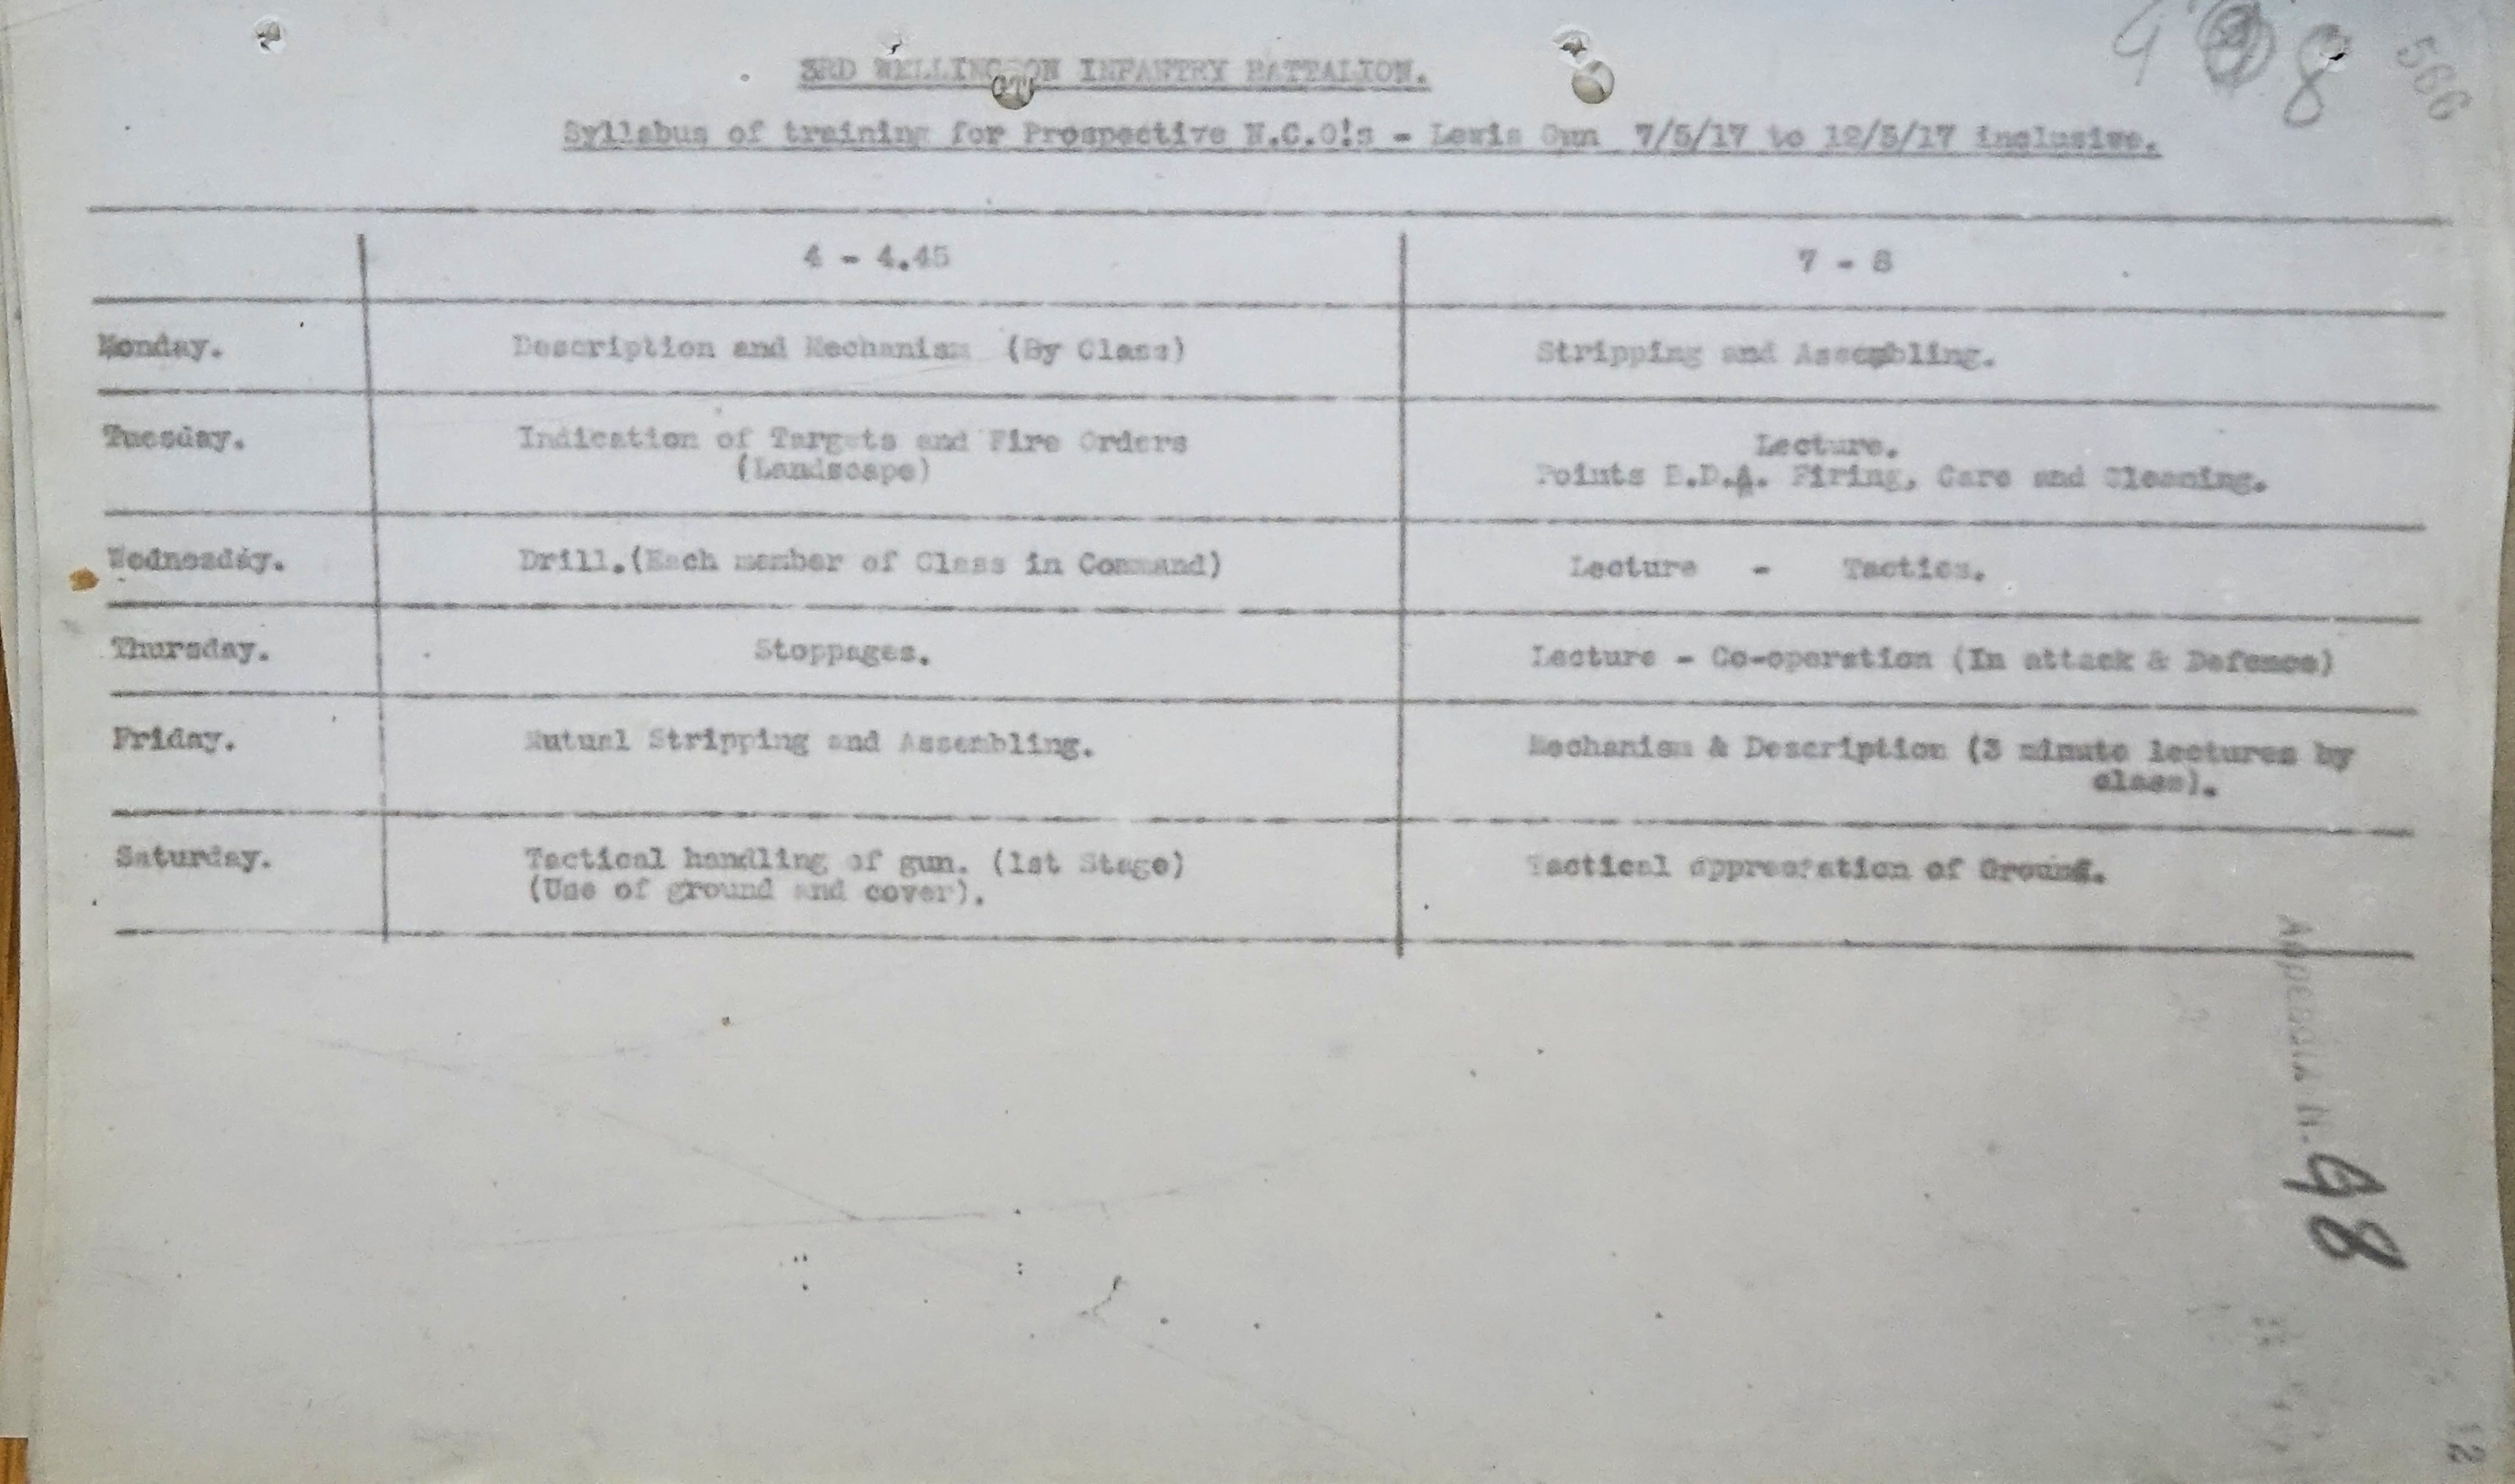 566
3RD WELLINGTON INFANTRY BATTALION.
Syllabus of training for Prospective N.C.O's - Lewis Gun 7/5/17 to 12/5/17 inclusive.
4 - 4.45 7 - 8
Monday. Description and Mechanism (By Class) Stripping and Assembling.
Tuesday. Indication of Targets and Fire Orders Lecture.
(Landscape) Points B.D.A. Firing, Care and Cleaning.
Wednesday. Drill.(Each member of Class in Command) Lecture - Tactics.
Thursday. Stoppages. Lecture - Co-operation (In attack & Defence)
Friday. Mutual Stripping and Assembling. Mechanism & Description (3 minute lectures by
class).
Saturday. Tactical handling of gun. (1st Stage) Tactical appreciation of Ground.
(Use of ground and cover).
Appendix
98
12